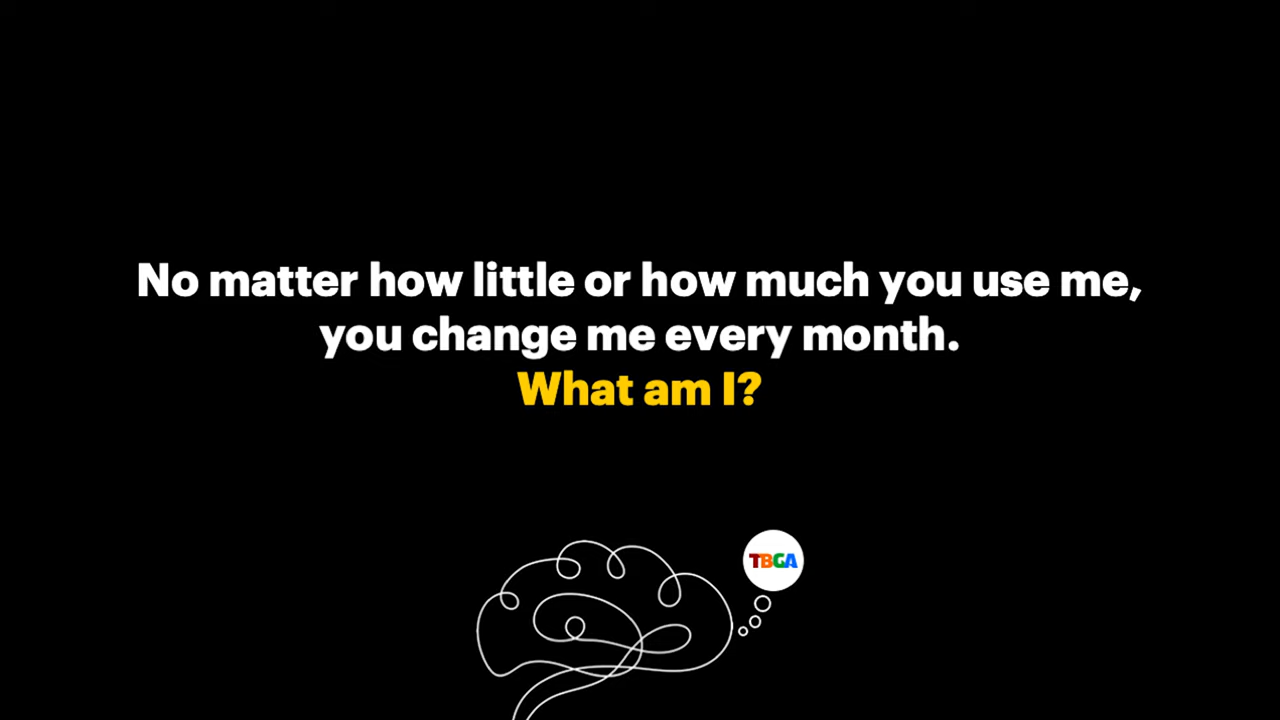 No matter how little or how much you use me,
you change me every month.
What am I?
TBGA